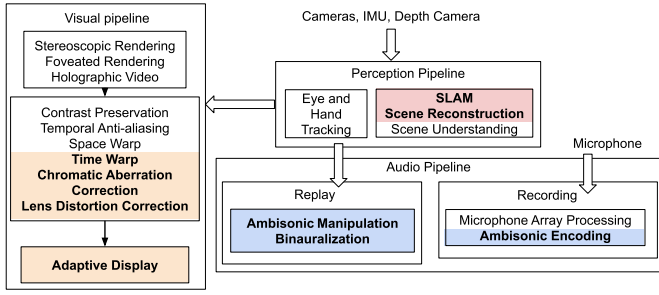 Visual pipeline
Stereoscopic Rendering
Foveated Rendering
Holographic Video
Contrast Preservation
Temporal Anti-aliasing
Space Warp
Time Warp
Chromatic Aberration
Correction
Lens Distortion Correction
Adaptive Display
Cameras, IMU, Depth Camera
Perception Pipeline
Eye and
Hand
Tracking
SLAM
Scene Reconstruction
Scene Understanding
Microphone
Audio Pipeline
Replay
Ambisonic Manipulation
Binauralization
Recording
Microphone Array Processing
Ambisonic Encoding